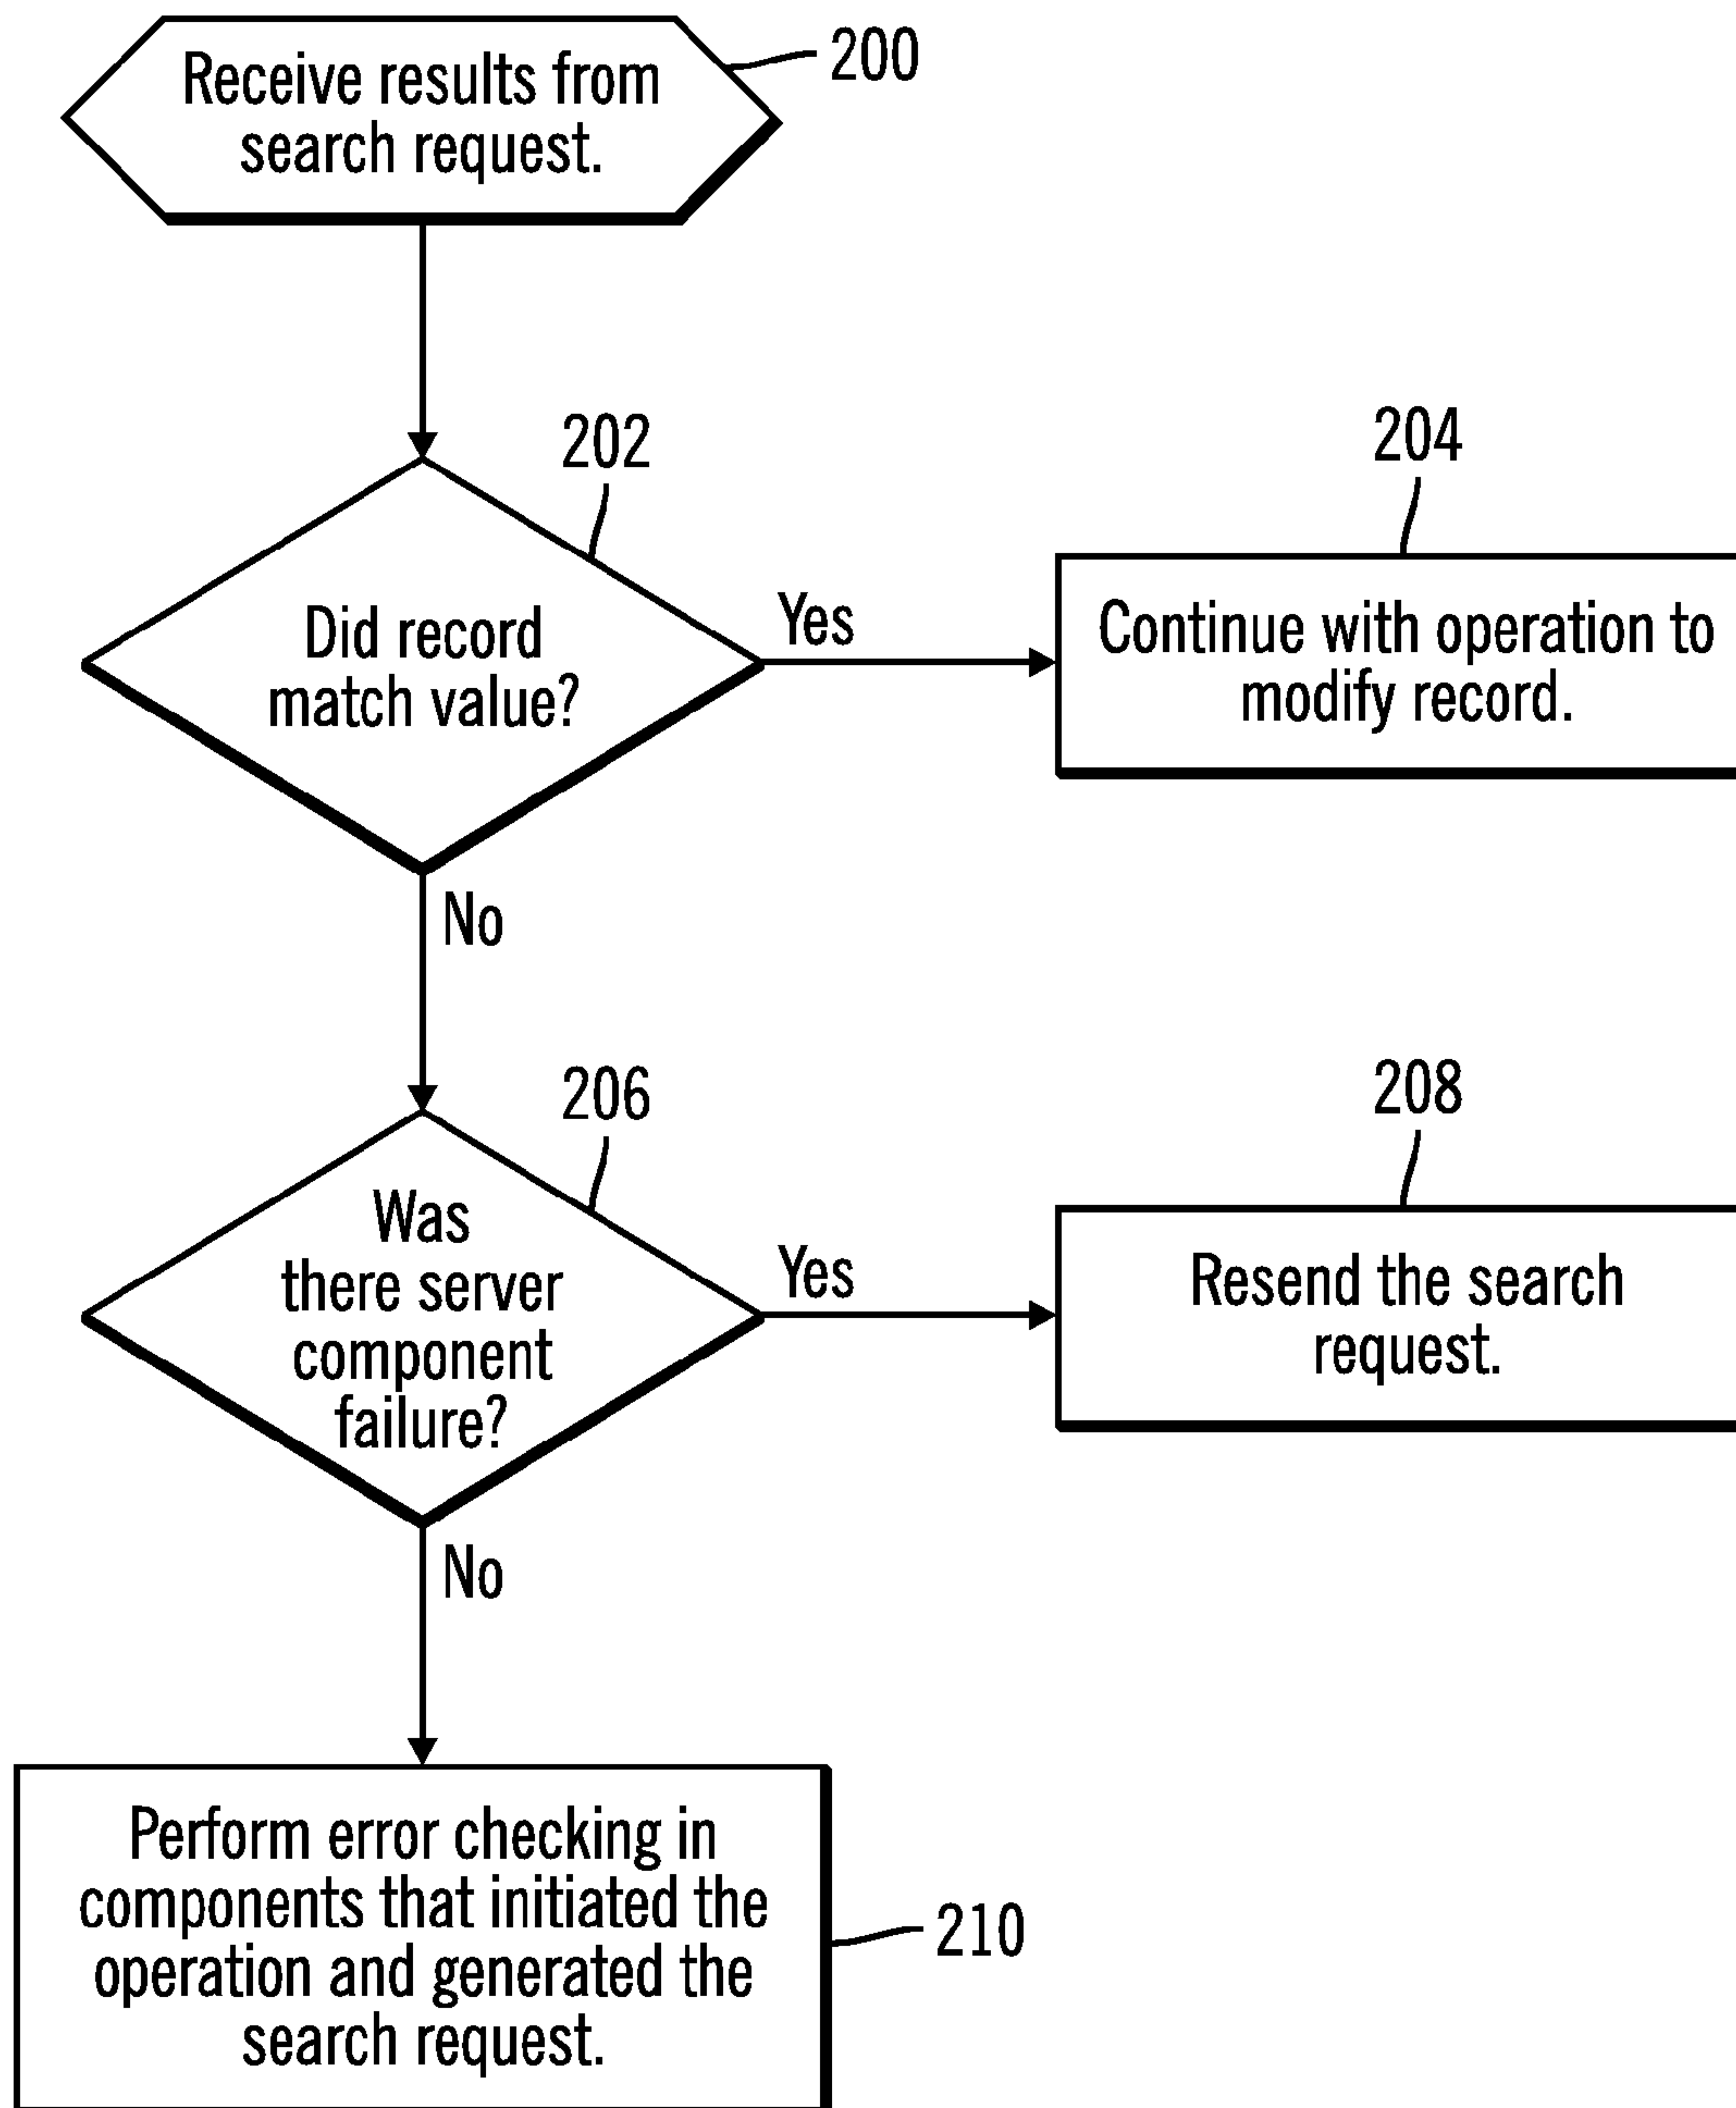 Receive results from
search request.
200
202
Did record
match value?
Yes
204
Continue with operation to
modify record.
No
206
Was
there server
component
failure?
Yes
208
Resend the search
request.
No
Perform error checking in
components that initiated the
operation and generated the
search request.
210